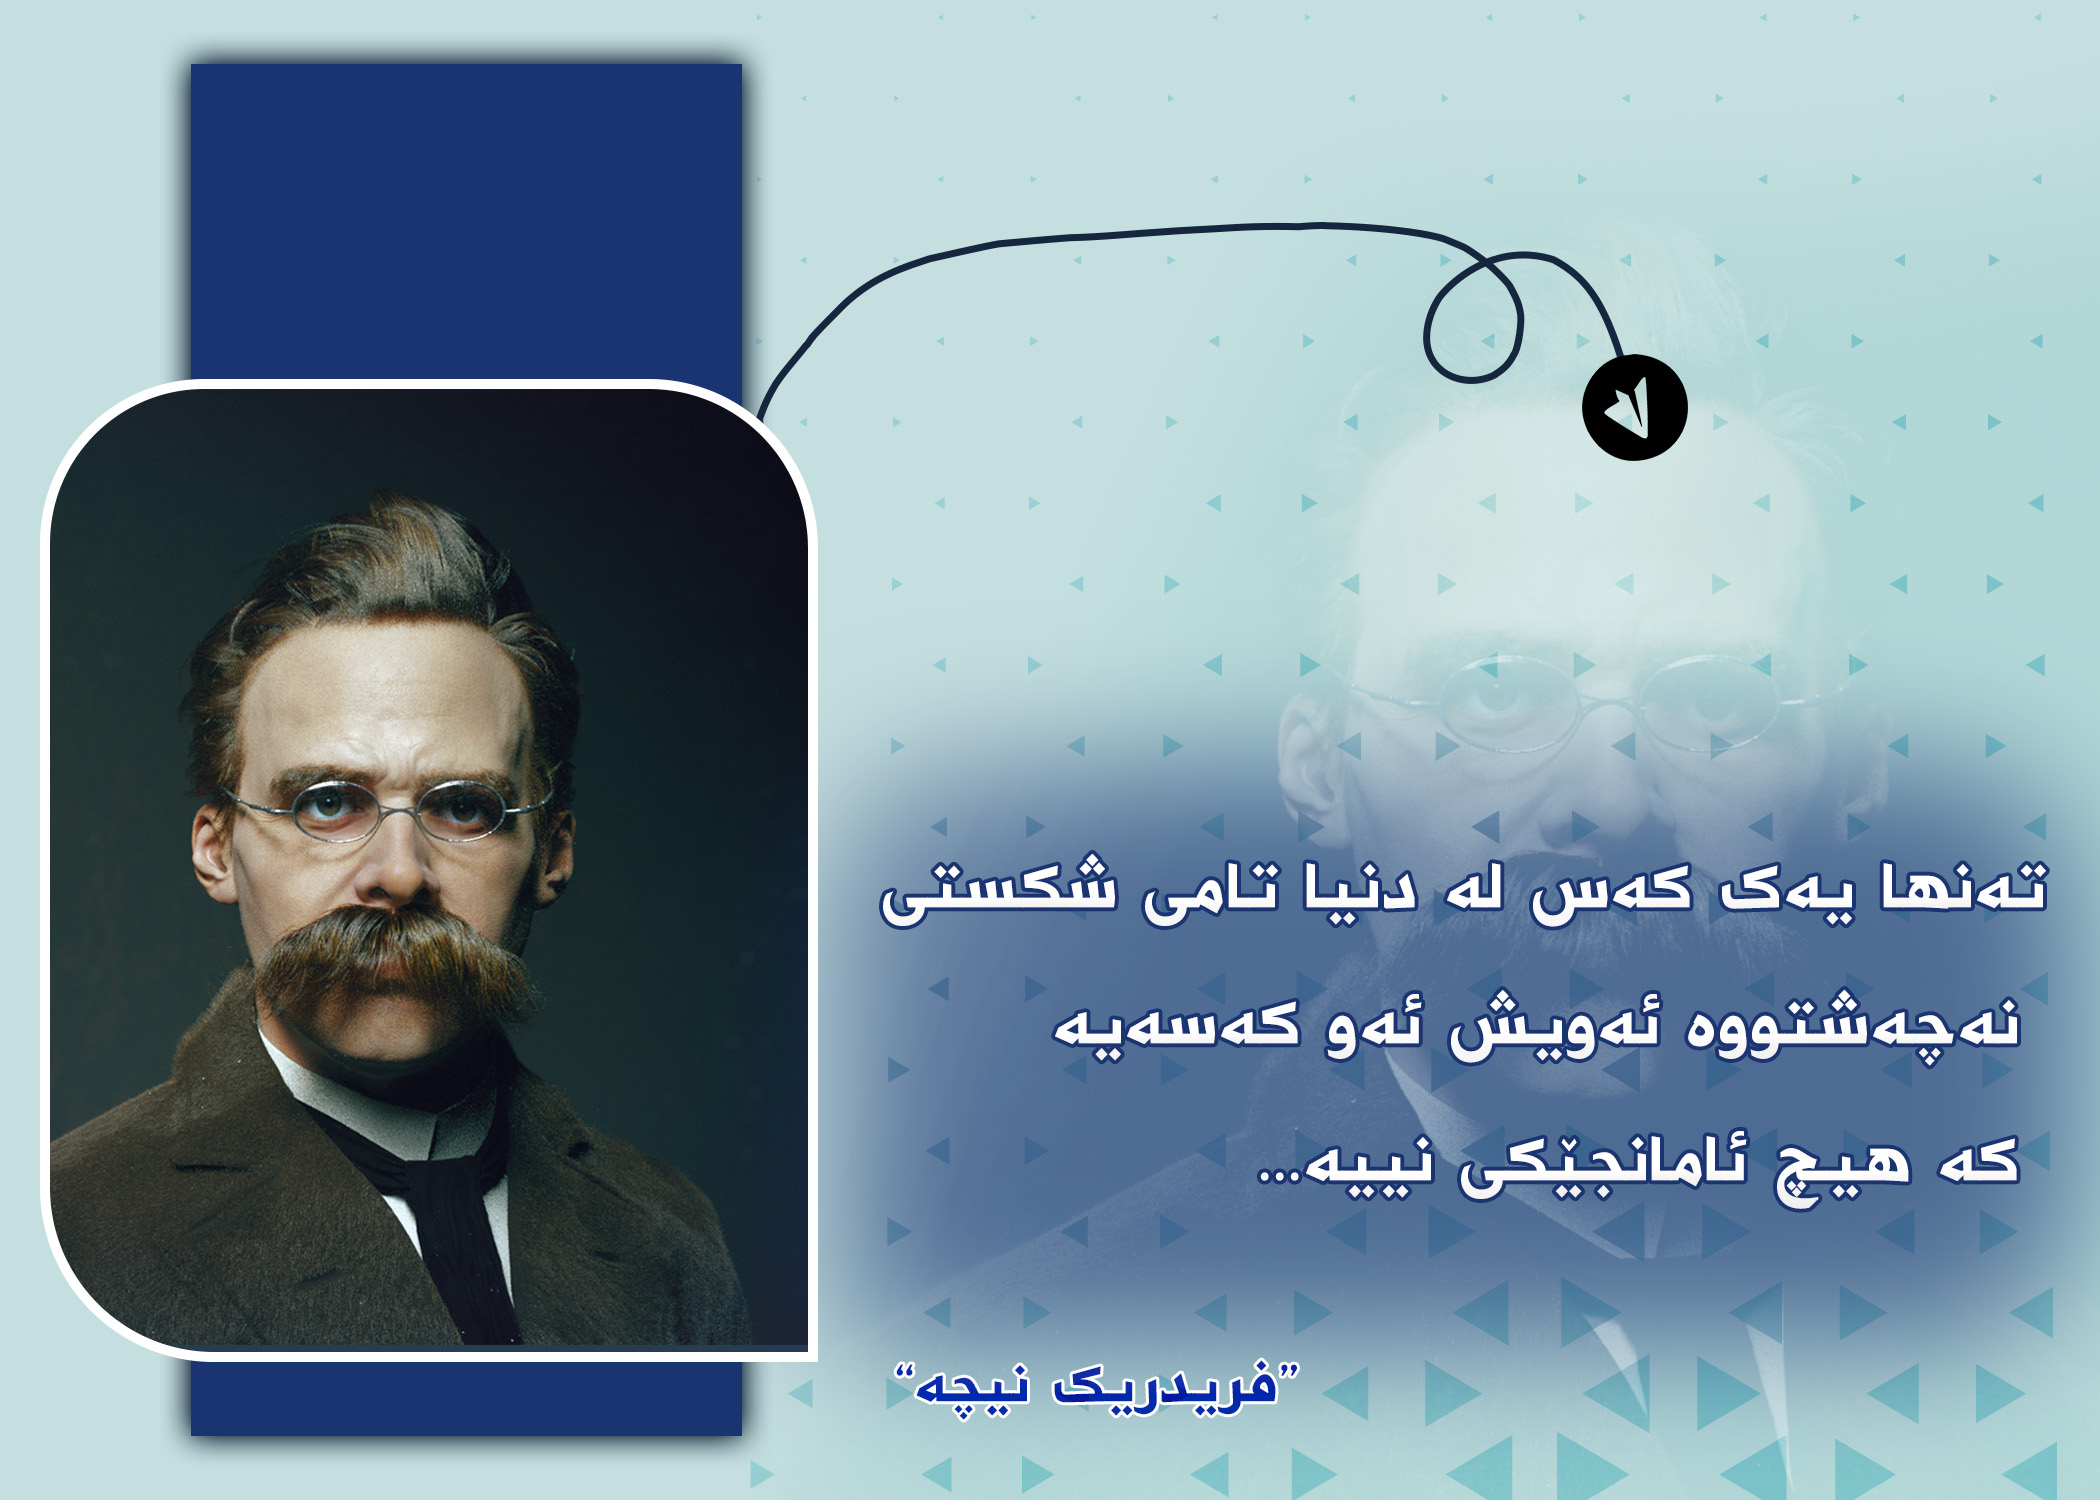 تەنها یەک کەس لە دنیا تامی شکستی
نەچەشتووە ئەویش ئەو کەسەیە
کە هیچ ئامانجێکی نییە...
”فریدریک نیچە“